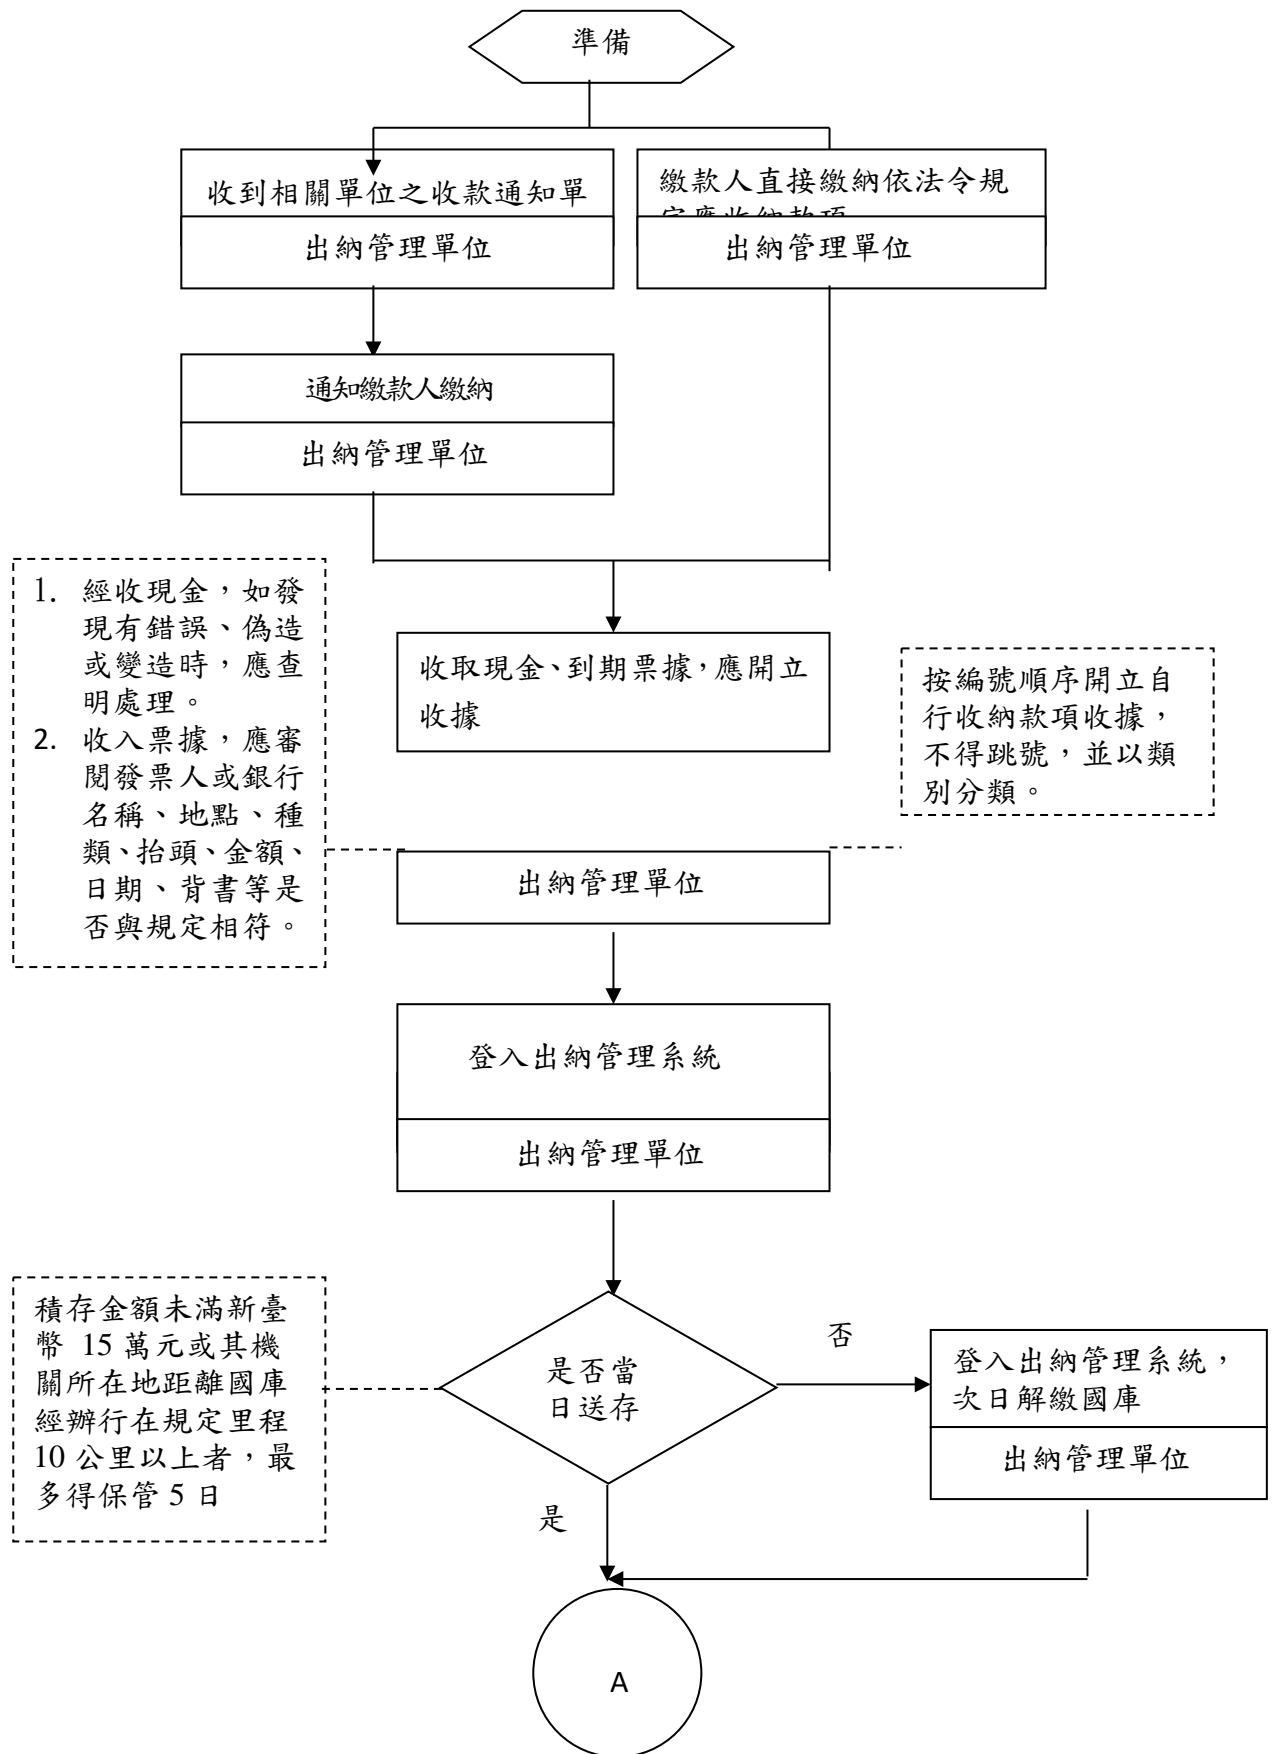 準備
收到相關單位之收款通知單
出納管理單位
繳款人直接繳納依法令規
定應收納款項
出納管理單位
通知繳款人繳納
出納管理單位
1. 經收現金，如發
現有錯誤、偽造
或變造時，應查
明處理。
2. 收入票據，應審
閱發票人或銀行
名稱、地點、種
類、抬頭、金額、
日期、背書等是
否與規定相符。
收取現金、到期票據，應開立
收據
出納管理單位
按編號順序開立自
行收納款項收據，
不得跳號，並以類
別分類。
登入出納管理系統
出納管理單位
積存金額未滿新臺
幣 15 萬元或其機
關所在地距離國庫
經辦行在規定里程
10 公里以上者，最
多得保管 5 日
是否當
日送存
否
登入出納管理系統，
次日解繳國庫
出納管理單位
是
A